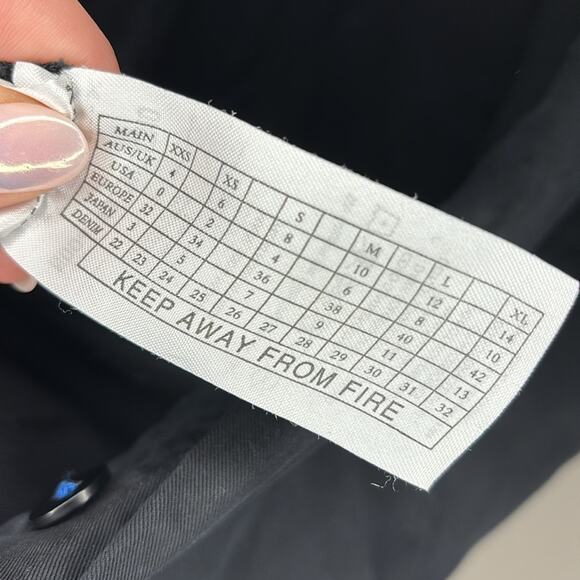 MAIN XXS XS S M L XL
AUS/UK 4 6 8 10 12 14
USA 0 2 4 6 8 10
EUROPE 32 34 36 38 40 42
JAPAN 3 5 7 9 11 13
DENIM 22 23 24 25 26 27 28 29 30 31 32
KEEP AWAY FROM FIRE